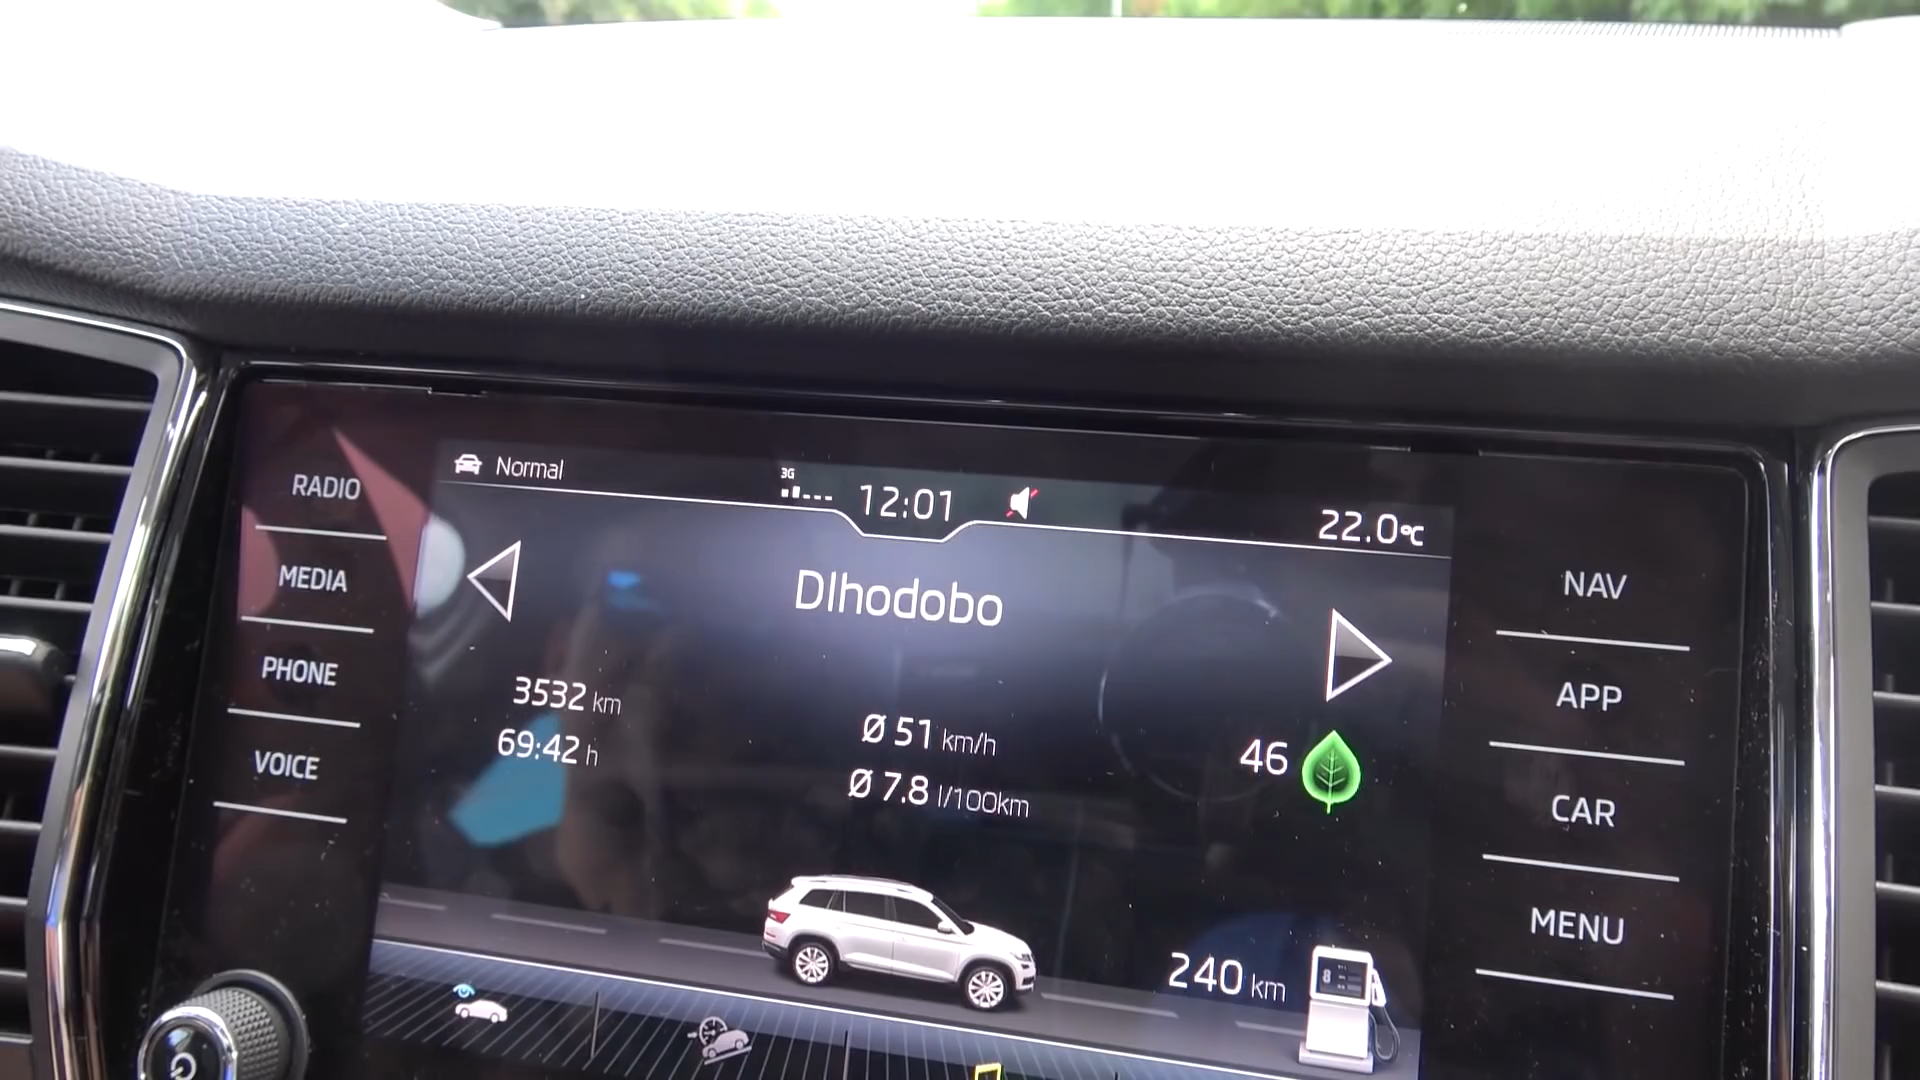 RADIO
MEDIA
PHONE
VOICE
Normal
3G
12:01
22.0°C
Dlhodobo
3532 km
69:42 h
Ø 51 km/h
Ø 7.8 l/100km
46
240 km
8
NAV
APP
CAR
MENU